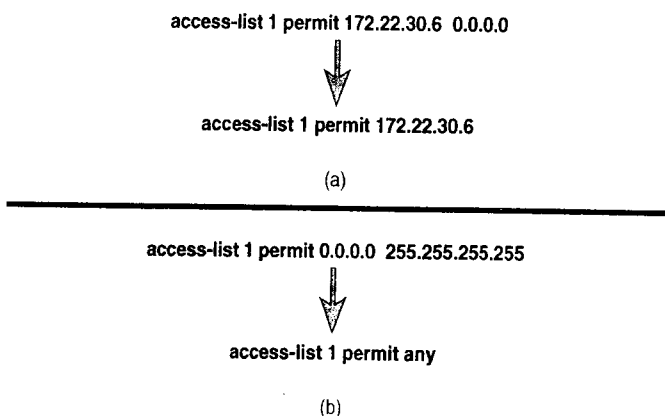 access-list 1 permit 172.22.30.6 0.0.0.0
access-list 1 permit 172.22.30.6
(a)
access-list 1 permit 0.0.0.0 255.255.255.255
access-list 1 permit any
(b)